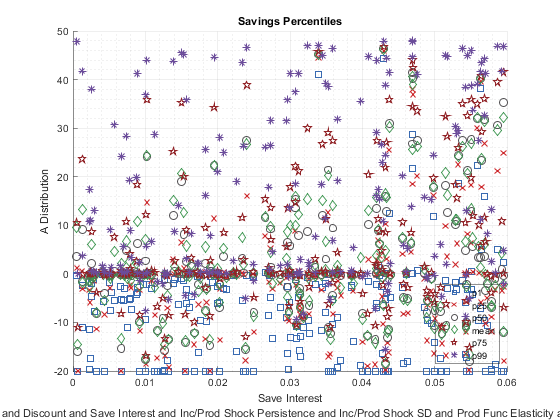 Savings Percentiles
A Distribution
50
40
30
20
10
0
-10
-20
p50
mean
p75
p99
0
0.01
0.02
0.03
0.04
0.05
0.06
Save Interest
and Discount and Save Interest and Inc/Prod Shock Persistence and Inc/Prod Shock SD and Prod Func Elasticity